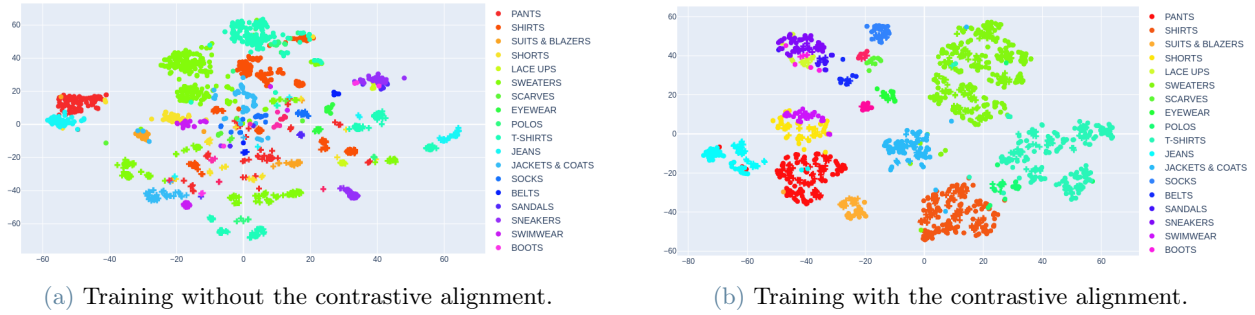 60
40
20
0
−20
−40
−60
−60
−40
−20
0
20
40
60
PANTS
SHIRTS
SUITS & BLAZERS
SHORTS
LACE UPS
SWEATERS
SCARVES
EYEWEAR
POLOS
T-SHIRTS
JEANS
JACKETS & COATS
SOCKS
BELTS
SANDALS
SNEAKERS
SWIMWEAR
BOOTS
(a) Training without the contrastive alignment.
60
40
20
0
−20
−40
−60
−80
−60
−40
−20
0
20
40
60
PANTS
SHIRTS
SUITS & BLAZERS
SHORTS
LACE UPS
SWEATERS
SCARVES
EYEWEAR
POLOS
T-SHIRTS
JEANS
JACKETS & COATS
SOCKS
BELTS
SANDALS
SNEAKERS
SWIMWEAR
BOOTS
(b) Training with the contrastive alignment.